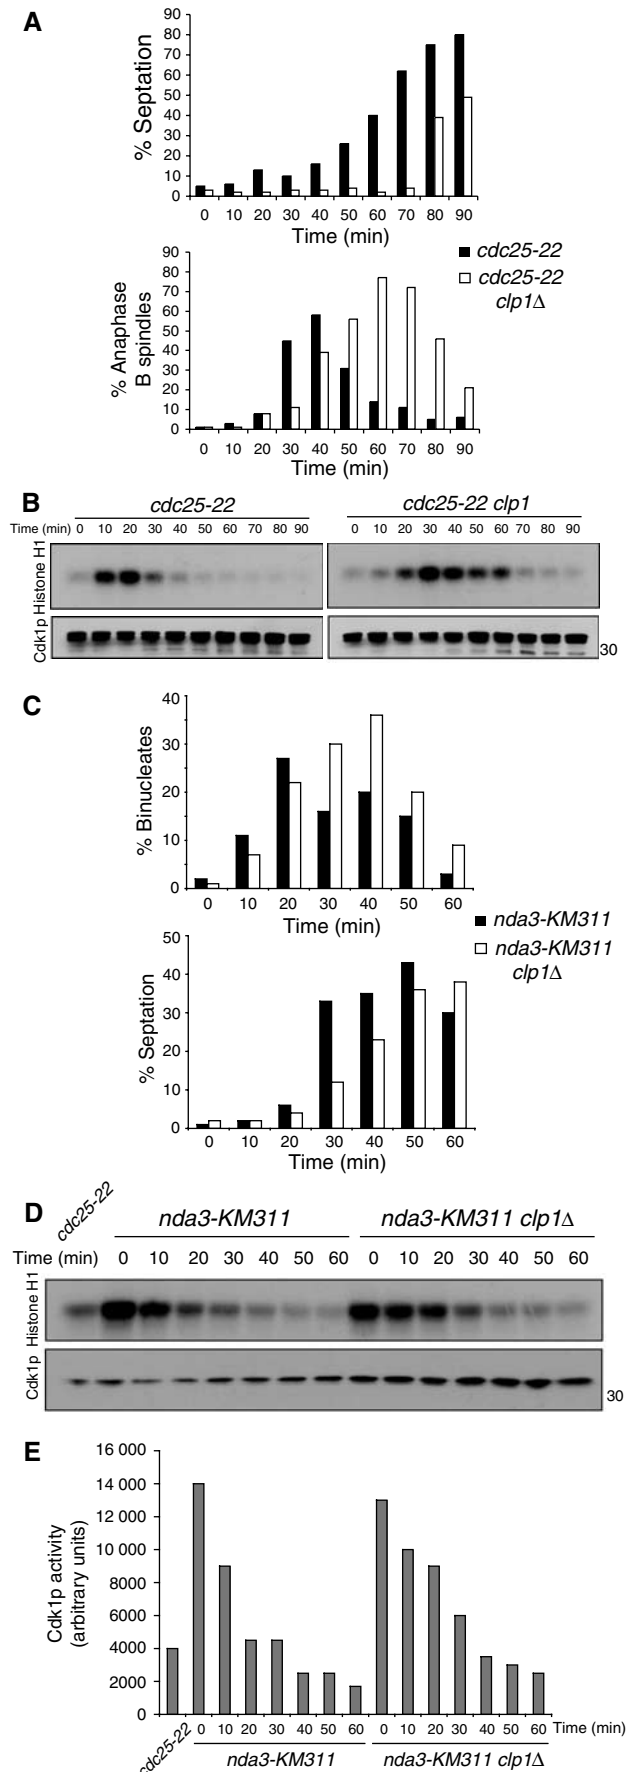 A
% Septation
90
80
70
60
50
40
30
20
10
0
0 10 20 30 40 50 60 70 80 90
Time (min)
% Anaphase
B spindles
90
80
70
60
50
40
30
20
10
0
0 10 20 30 40 50 60 70 80 90
Time (min)
cdc25-22
cdc25-22
clp1Δ
B
cdc25-22
cdc25-22 clp1
Time (min) 0 10 20 30 40 50 60 70 80 90
0 10 20 30 40 50 60 70 80 90
Histone H1
Cdk1p
30
C
% Binucleates
40
30
20
10
0
0 10 20 30 40 50 60
Time (min)
nda3-KM311
nda3-KM311
clp1Δ
% Septation
50
40
30
20
10
0
0 10 20 30 40 50 60
Time (min)
D
cdc25-22
nda3-KM311
nda3-KM311 clp1Δ
Time (min) 0 10 20 30 40 50 60 0 10 20 30 40 50 60
Histone H1
Cdk1p
30
E
Cdk1p activity
(arbitrary units)
16 000
14 000
12 000
10 000
8000
6000
4000
2000
0
cdc25-22
0 10 20 30 40 50 60 0 10 20 30 40 50 60 Time (min)
nda3-KM311
nda3-KM311 clp1Δ